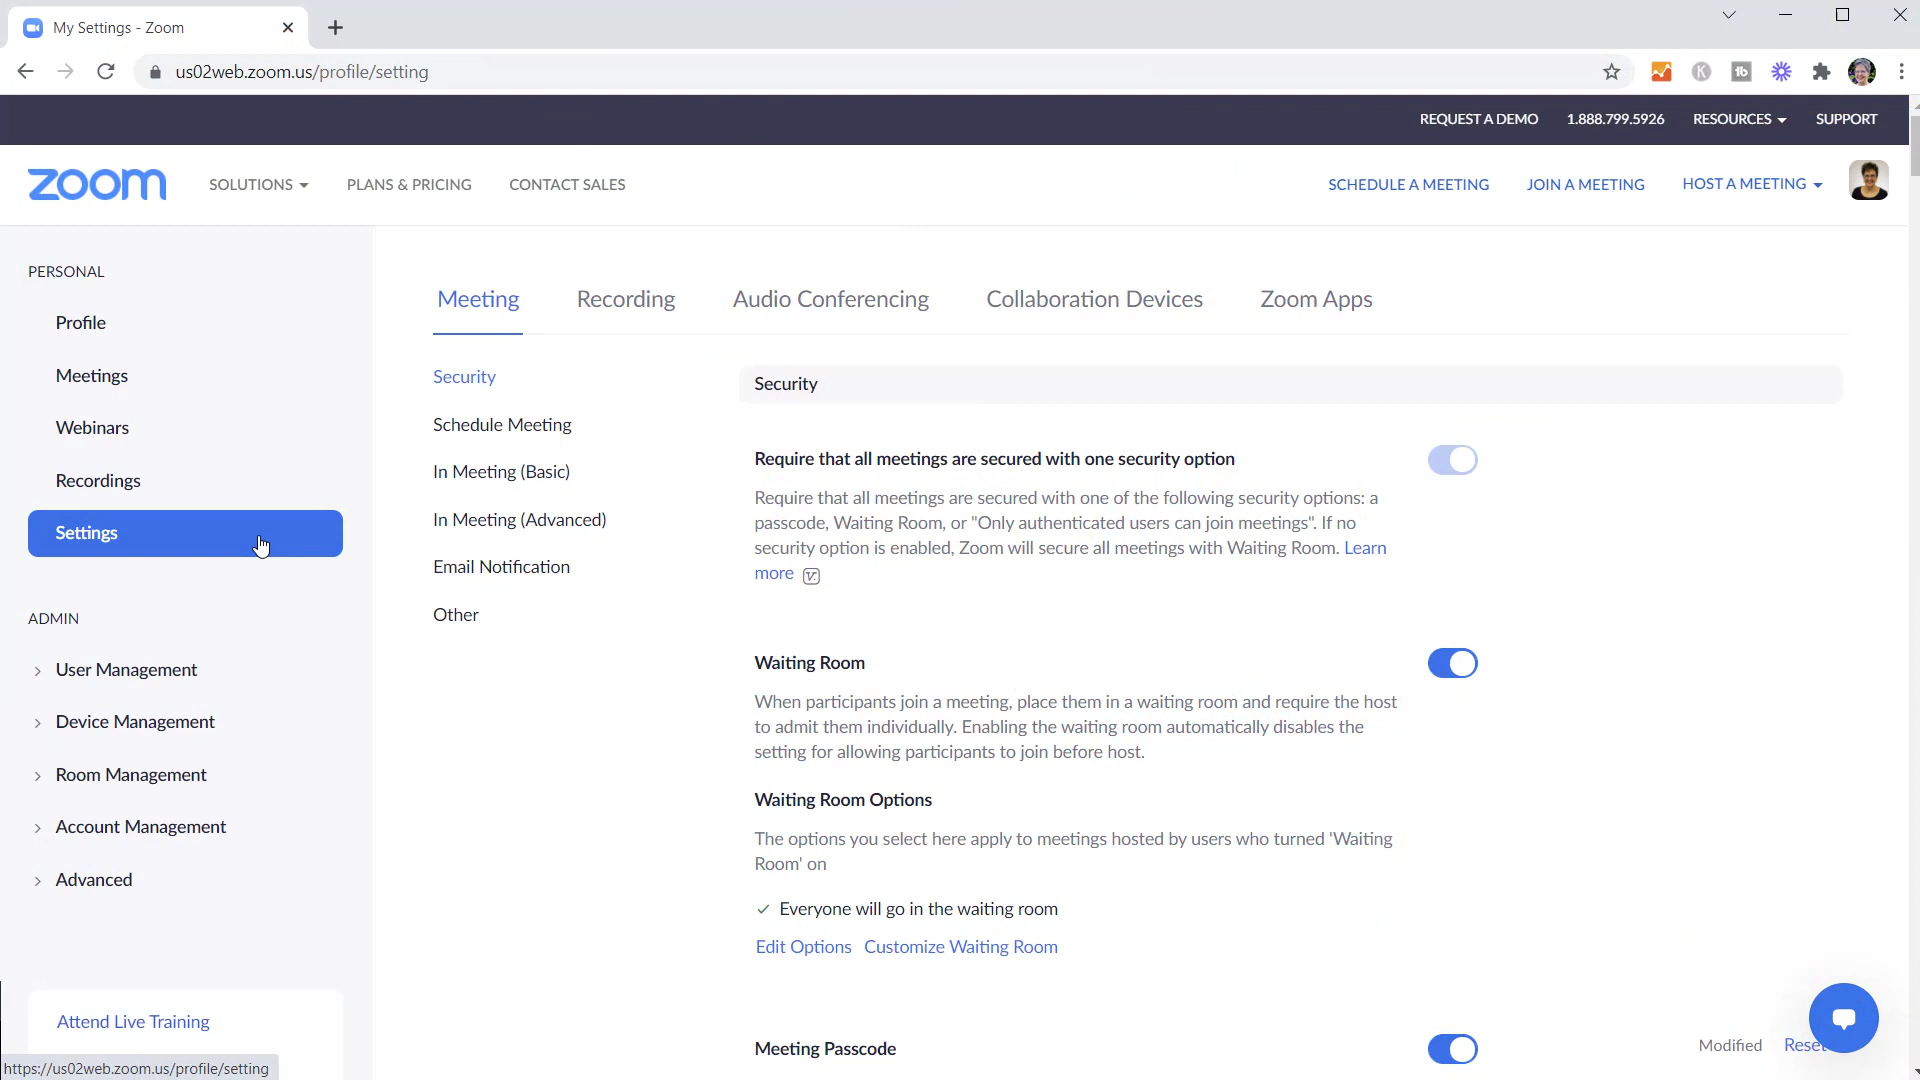 My Settings - Zoom
us02web.zoom.us/profile/setting
K
tb
REQUEST A DEMO 1.888.799.5926 RESOURCES SUPPORT
zoom SOLUTIONS PLANS & PRICING CONTACT SALES SCHEDULE A MEETING JOIN A MEETING HOST A MEETING
PERSONAL
Profile
Meetings
Webinars
Recordings
Settings
ADMIN
User Management
Device Management
Room Management
Account Management
Advanced
Attend Live Training
https://us02web.zoom.us/profile/setting
Meeting Recording Audio Conferencing Collaboration Devices Zoom Apps
Security
Schedule Meeting
In Meeting (Basic)
In Meeting (Advanced)
Email Notification
Other
Security
Require that all meetings are secured with one security option
Require that all meetings are secured with one of the following security options: a
passcode, Waiting Room, or "Only authenticated users can join meetings". If no
security option is enabled, Zoom will secure all meetings with Waiting Room. Learn
more
Waiting Room
When participants join a meeting, place them in a waiting room and require the host
to admit them individually. Enabling the waiting room automatically disables the
setting for allowing participants to join before host.
Waiting Room Options
The options you select here apply to meetings hosted by users who turned 'Waiting
Room' on
Everyone will go in the waiting room
Edit Options Customize Waiting Room
Meeting Passcode Modified Reset